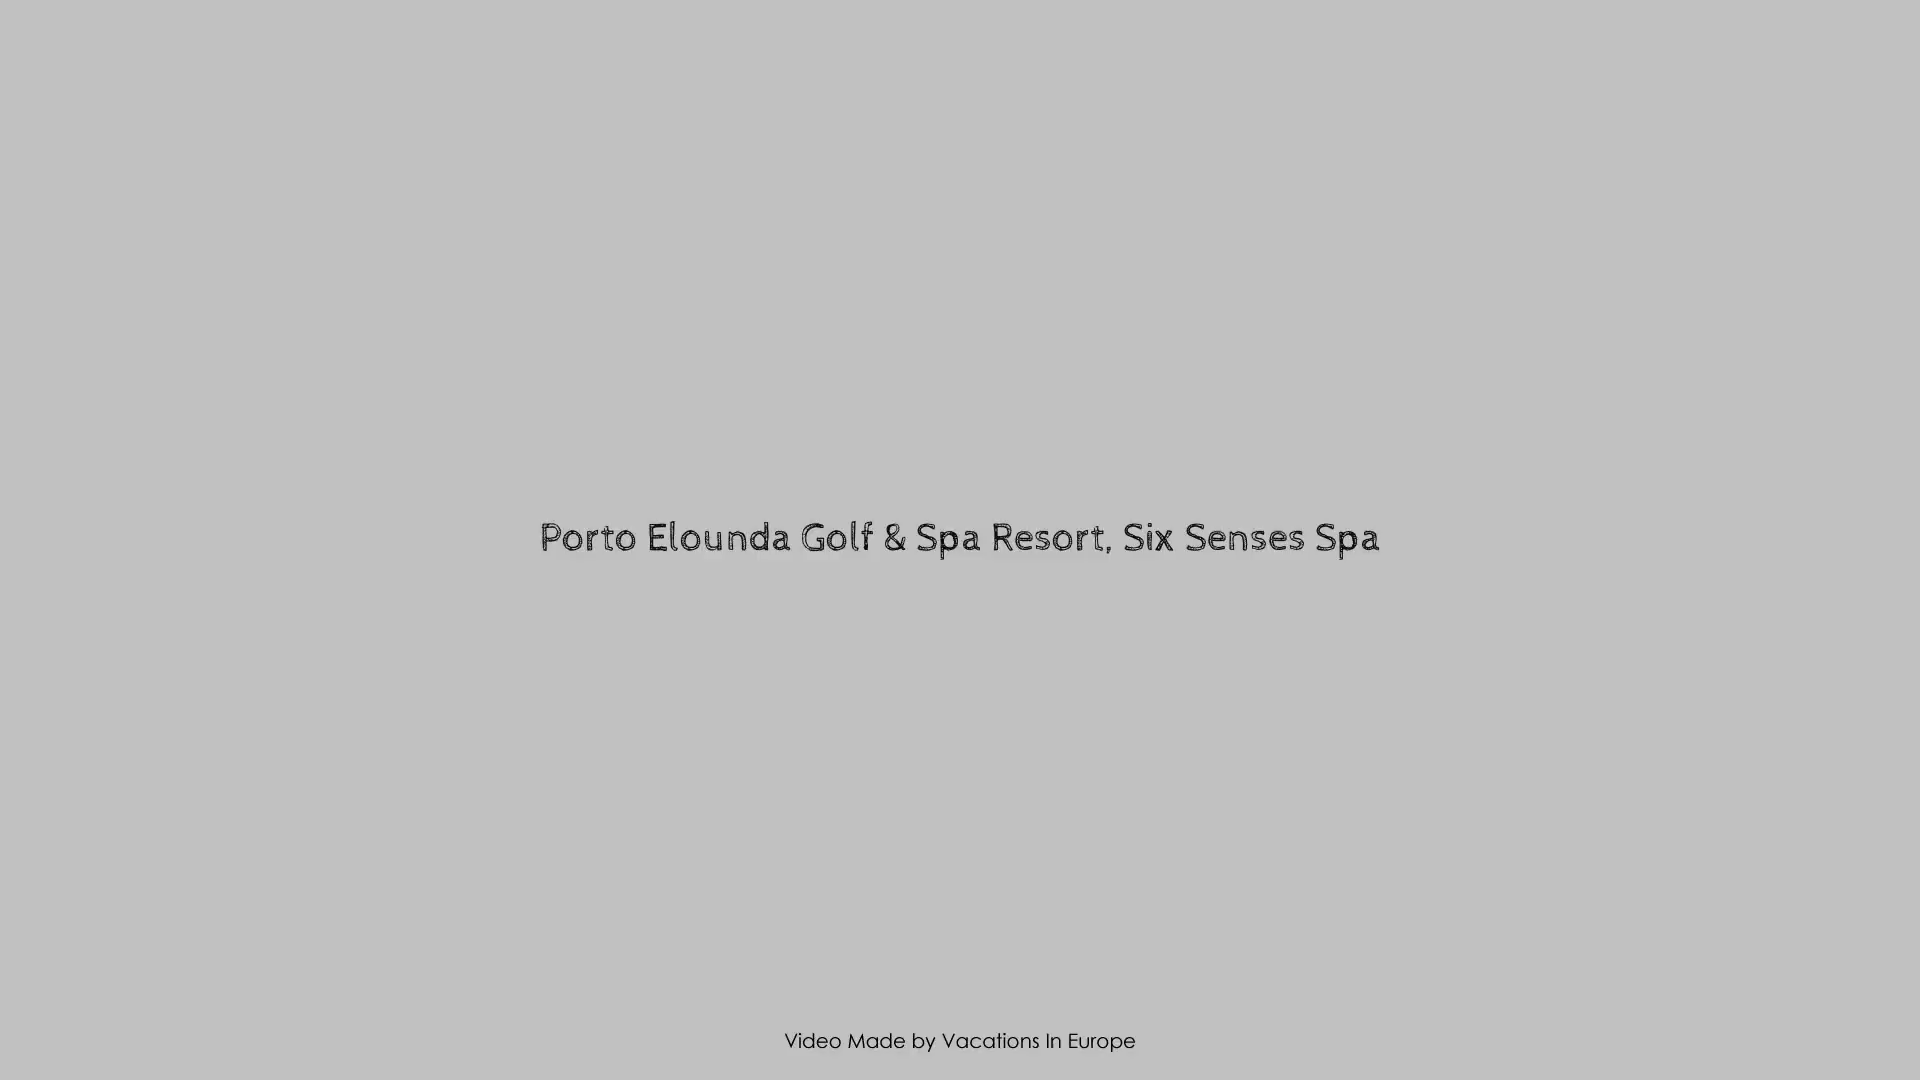 Porto Elounda Golf & Spa Resort, Six Senses Spa
Video Made by Vacations In Europe